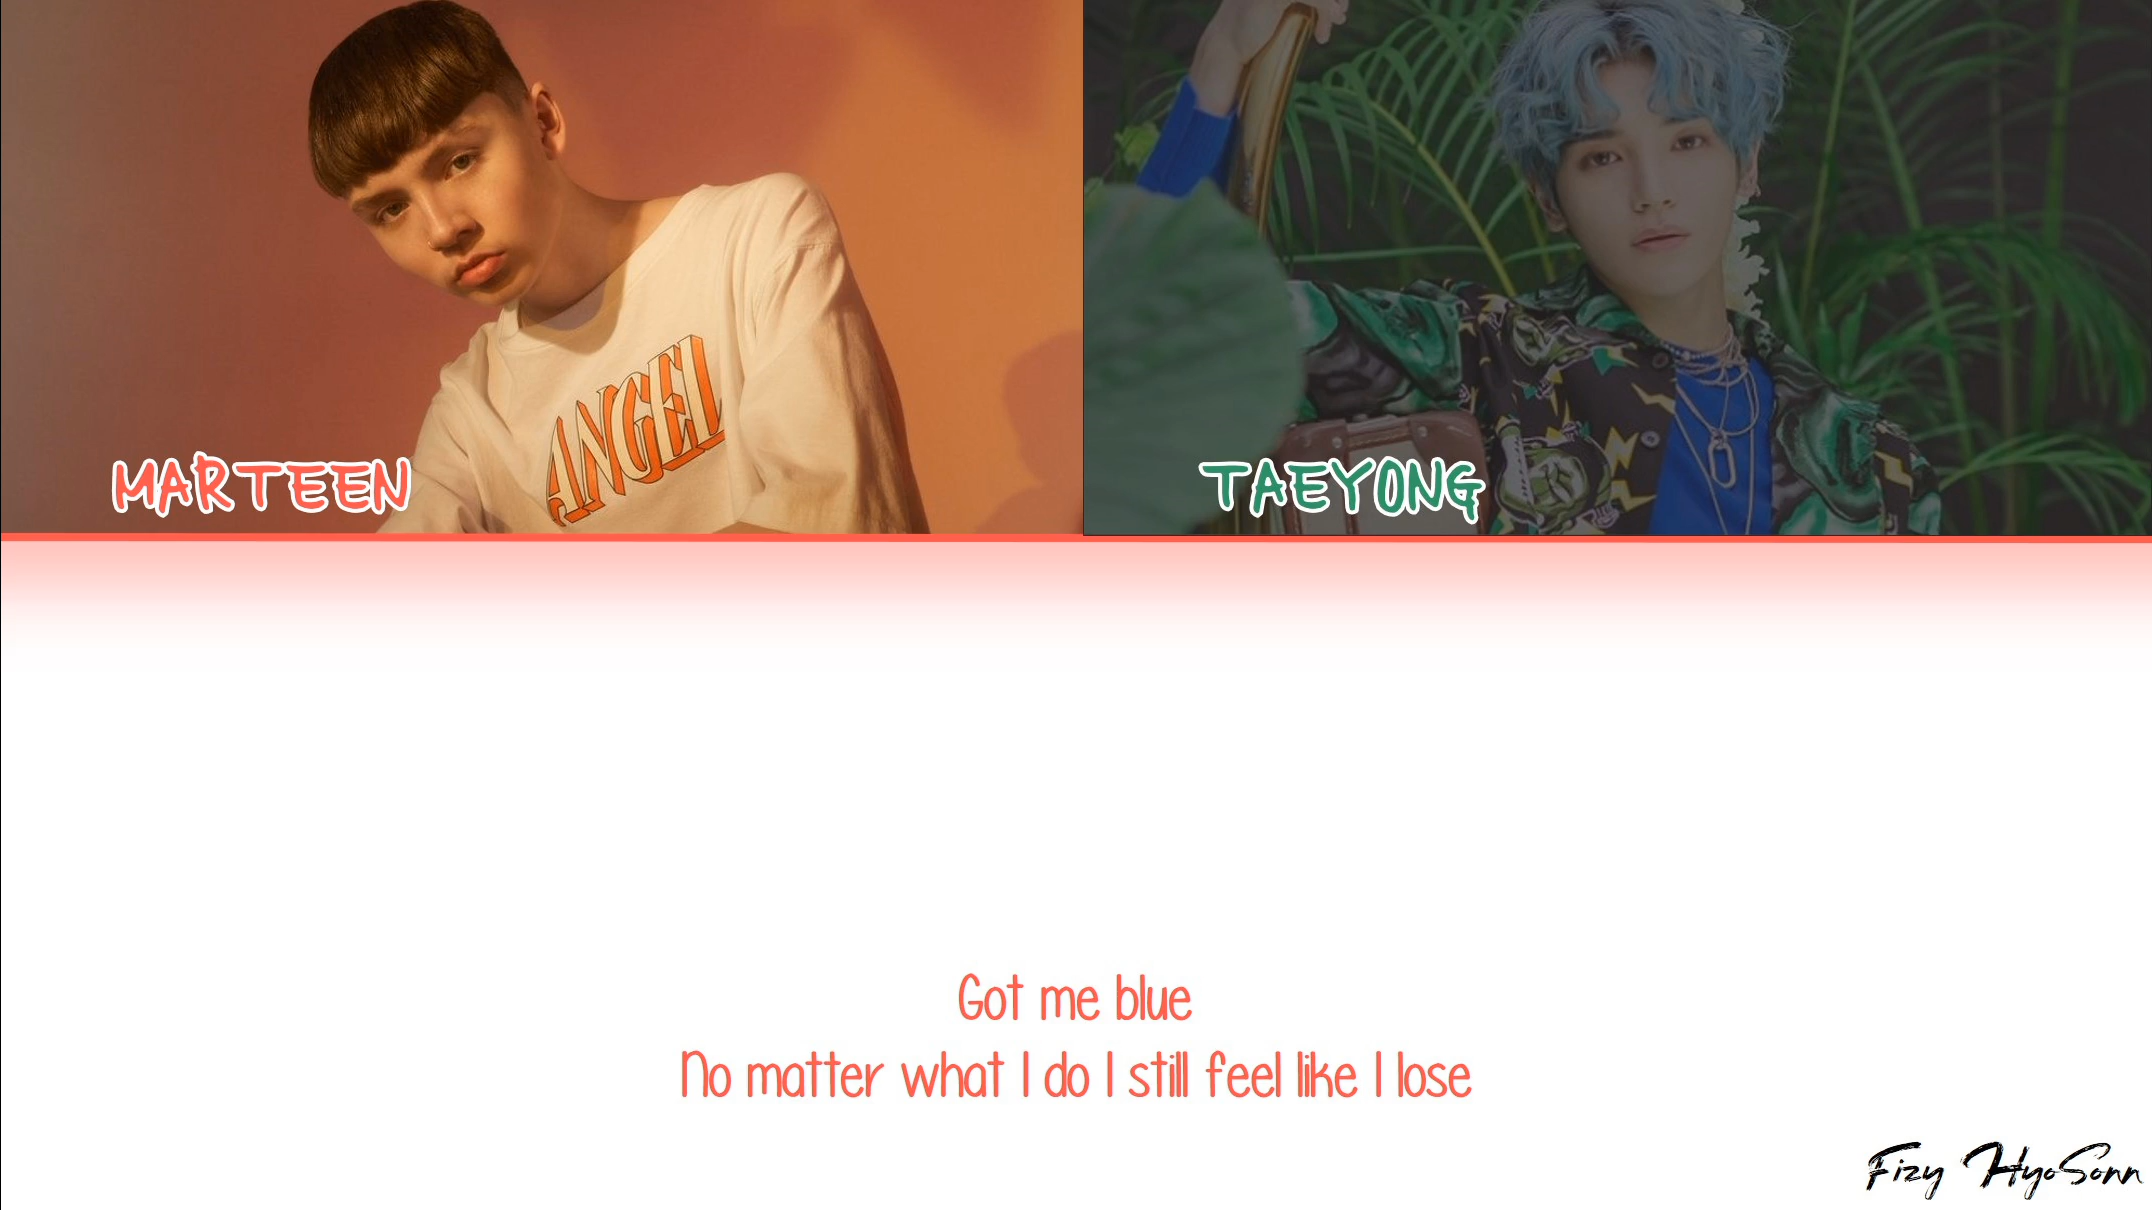 ANGEL
MARTEEN
TAEYONG
Got me blue
No matter what I do I still feel like I lose
Fizy HyoSonn